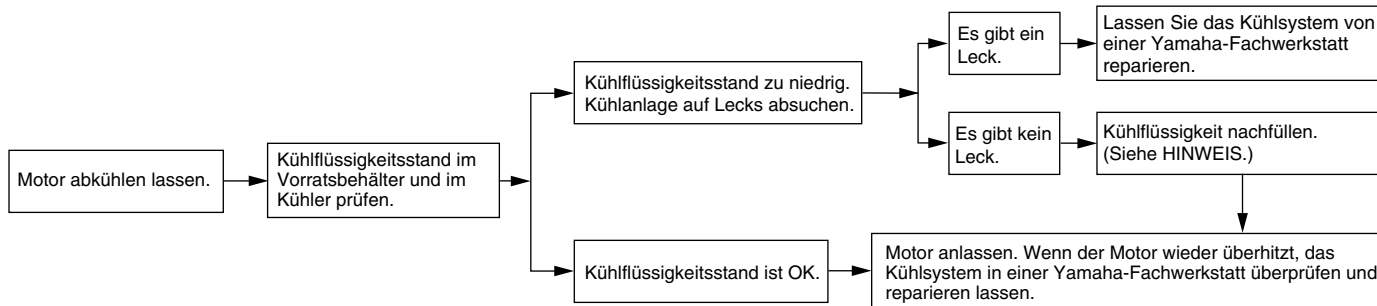 Motor abkühlen lassen.
Kühlflüssigkeitsstand im
Vorratsbehälter und im
Kühler prüfen.
Kühlflüssigkeitsstand zu niedrig.
Kühlanlage auf Lecks absuchen.
Es gibt ein
Leck.
Lassen Sie das Kühlsystem von
einer Yamaha-Fachwerkstatt
reparieren.
Es gibt kein
Leck.
Kühlflüssigkeit nachfüllen.
(Siehe HINWEIS.)
Kühlflüssigkeitsstand ist OK.
Motor anlassen. Wenn der Motor wieder überhitzt, das
Kühlsystem in einer Yamaha-Fachwerkstatt überprüfen und
reparieren lassen.